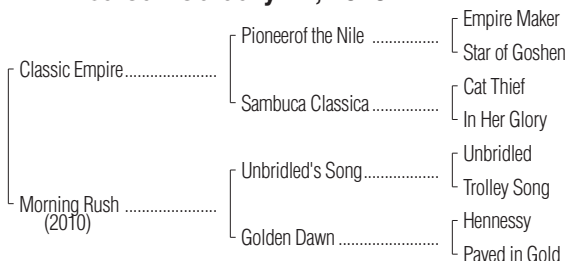 Empire Maker
Pioneerof the Nile ................
Star of Goshen
Classic Empire......................
Cat Thief
Sambuca Classica ................
In Her Glory
Unbridled
Unbridled's Song..................
Trolley Song
Morning Rush ......................
(2010)
Hennessy
Golden Dawn ........................
Paved in Gold